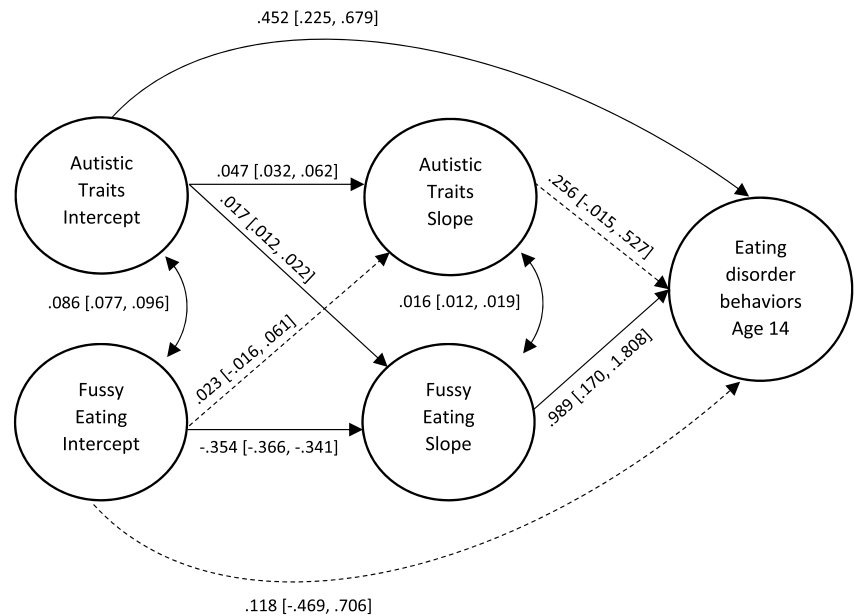 .452 [.225, .679]
Autistic
Traits
Intercept
.047 [.032, .062]
.017 [.012, .022]
Autistic
Traits
Slope
.256 [-.015, .527]
Eating
disorder
behaviors
Age 14
.086 [.077, .096]
.023 [-.016, .061]
.016 [.012, .019]
Fussy
Eating
Intercept
-.354 [-.366, -.341]
Fussy
Eating
Slope
.989 [.170, .1.808]
.118 [-.469, .706]